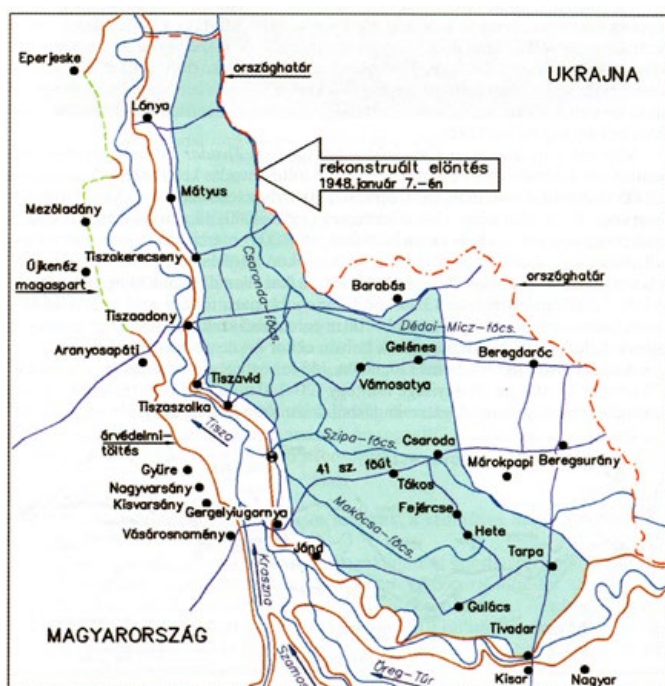 Eperjeske
országhatár
UKRAJNA
Lónya
rekonstruált elöntés
1948. január 7.-én
Mátyus
Mezőladány
Tiszakerecseny
Csaronda-főcs.
Újkenéz
magaspart
Barabás
országhatár
Tiszaadony
Dédai-Micz-főcs.
Gelénes
Beregdaróc
Aranyosapáti
Vámosatya
Tiszavid
Tiszaszalka
Tisza
árvédelmi-
töltés
Szipa-főcs.
Csaroda
Beregsurány
Gyüre
41 sz. főút
Tákos
Márokpapi
Nagyvarsány
Kisvarsány
Fejércse
Gergelyiugornya
Makócsa-főcs.
Hete
Vásárosnamény
Jánd
Tarpa
Kraszna
Gulács
MAGYARORSZÁG
Tivadar
Szamos
Öreg-Túr
Kisar
Nagyar